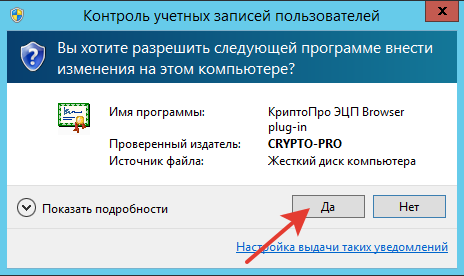 Контроль учетных записей пользователей
x
Вы хотите разрешить следующей программе внести
изменения на этом компьютере?
Имя программы: КриптоПро ЭЦП Browser
plug-in
Проверенный издатель: CRYPTO-PRO
Источник файла: Жесткий диск компьютера
Показать подробности
Да
Нет
Настройка выдачи таких уведомлений